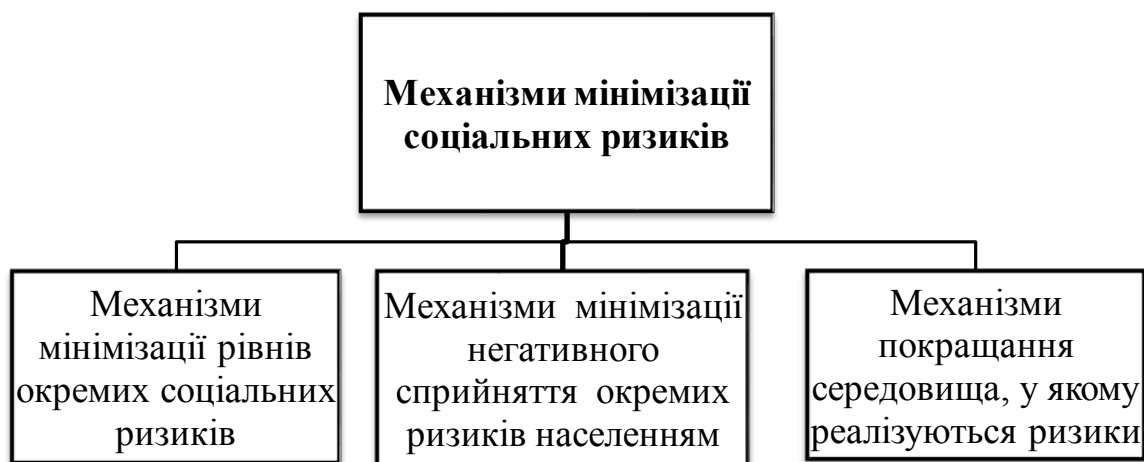 Механізми мінімізації
соціальних ризиків
Механізми
мінімізації рівнів
окремих соціальних
ризиків
Механізми мінімізації
негативного
сприйняття окремих
ризиків населенням
Механізми
покращання
середовища, у якому
реалізуються ризики